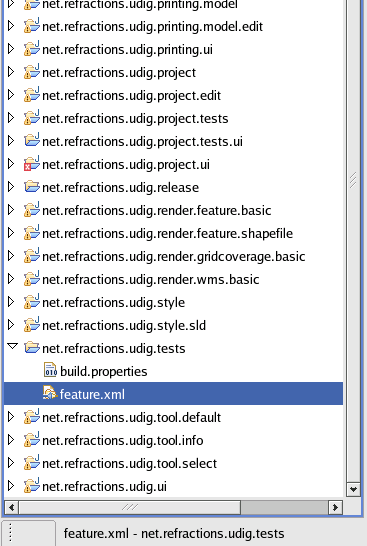 net.refractions.udig.printing.model
net.refractions.udig.printing.model.edit
net.refractions.udig.printing.ui
net.refractions.udig.project
net.refractions.udig.project.edit
net.refractions.udig.project.tests
net.refractions.udig.project.tests.ui
net.refractions.udig.project.ui
net.refractions.udig.release
net.refractions.udig.render.feature.basic
net.refractions.udig.render.feature.shapefile
net.refractions.udig.render.gridcoverage.basic
net.refractions.udig.render.wms.basic
net.refractions.udig.style
net.refractions.udig.style.sld
net.refractions.udig.tests
build.properties
feature.xml
net.refractions.udig.tool.default
net.refractions.udig.tool.info
net.refractions.udig.tool.select
net.refractions.udig.ui
feature.xml - net.refractions.udig.tests